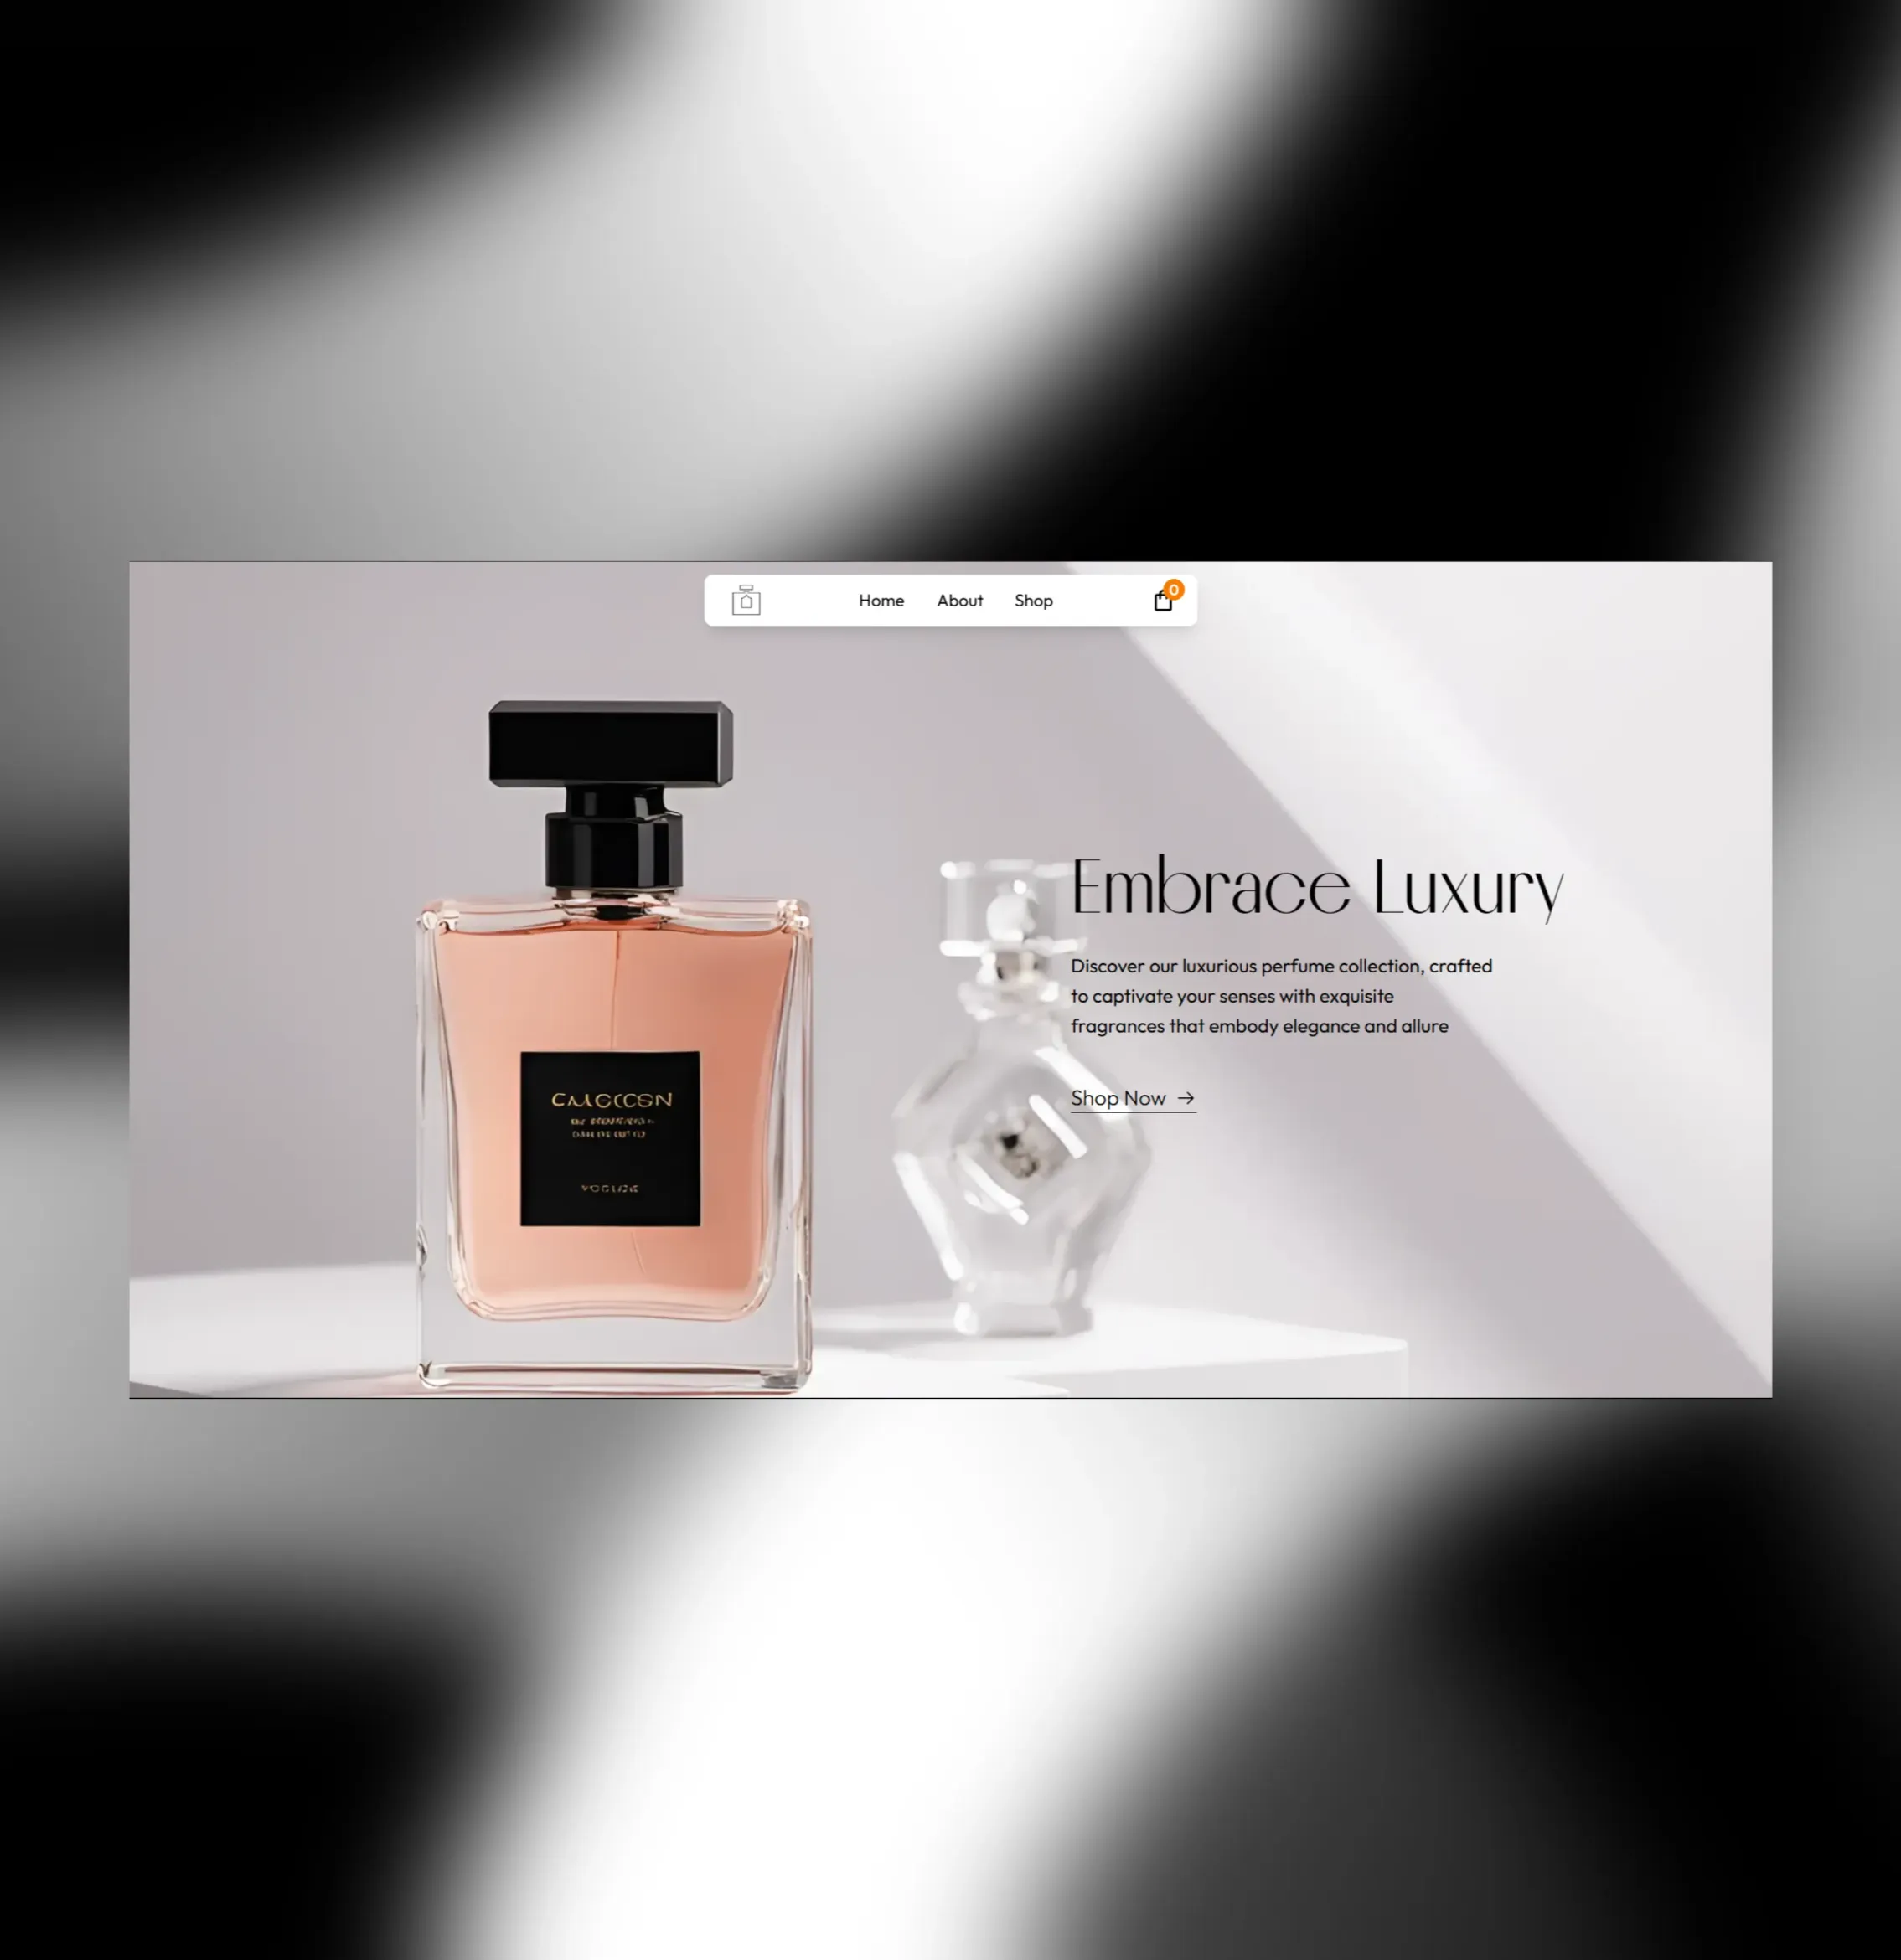 Home About Shop
0
Embrace Luxury
Discover our luxurious perfume collection, crafted
to captivate your senses with exquisite
fragrances that embody elegance and allure
Shop Now →